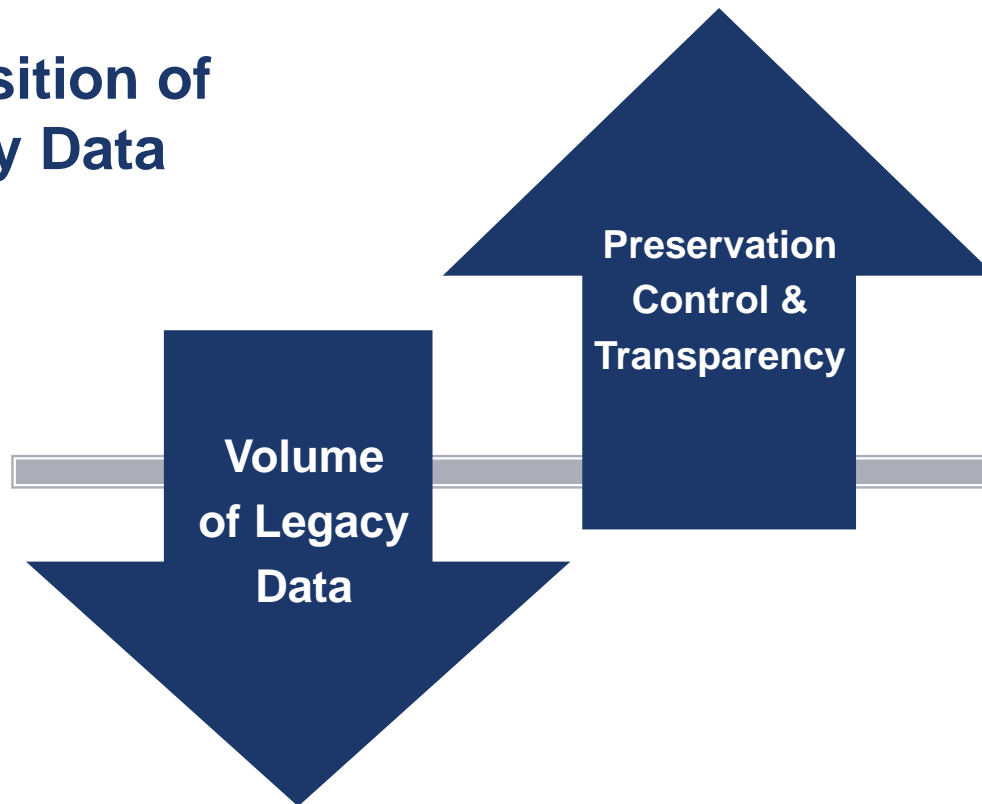 sition of
y Data
Preservation
Control &
Transparency
Volume
of Legacy
Data